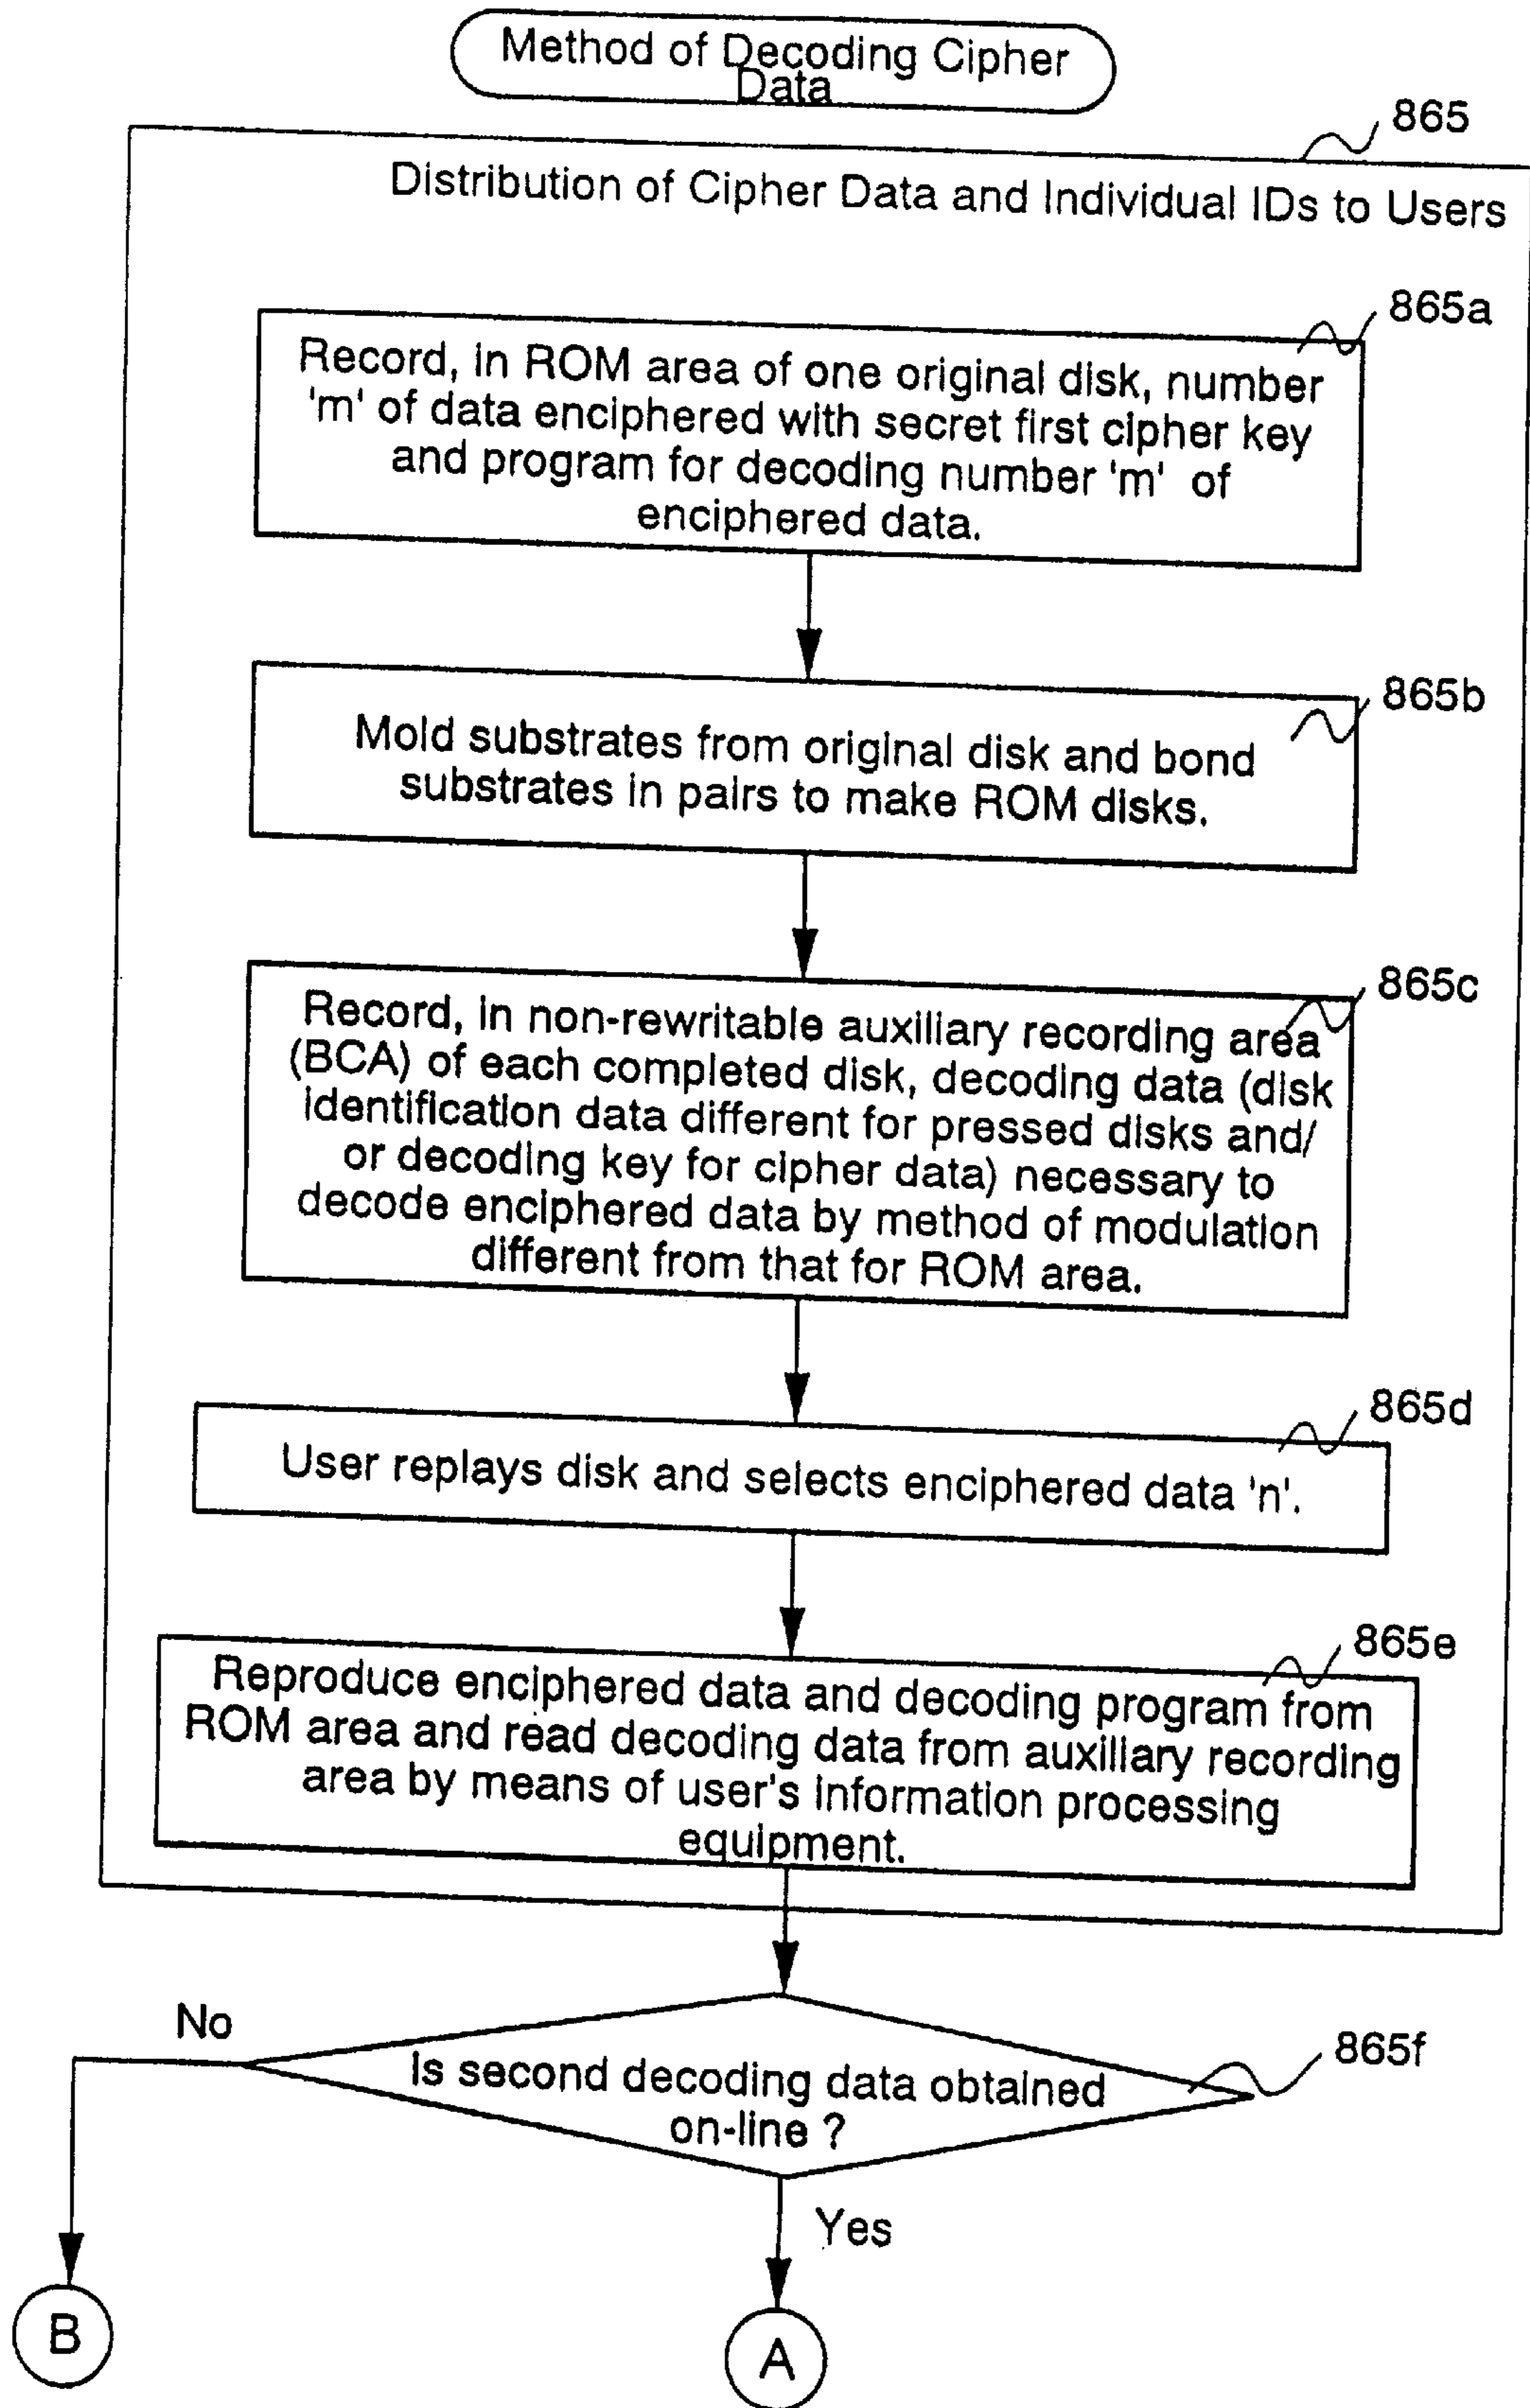 Method of Decoding Cipher
Data
865
Distribution of Cipher Data and Individual IDs to Users
865a
Record, in ROM area of one original disk, number
'm' of data enciphered with secret first cipher key
and program for decoding number 'm' of
enciphered data.
865b
Mold substrates from original disk and bond
substrates in pairs to make ROM disks.
865c
Record, in non-rewritable auxiliary recording area
(BCA) of each completed disk, decoding data (disk
identification data different for pressed disks and/
or decoding key for cipher data) necessary to
decode enciphered data by method of modulation
different from that for ROM area.
865d
User replays disk and selects enciphered data 'n'.
865e
Reproduce enciphered data and decoding program from
ROM area and read decoding data from auxiliary recording
area by means of user's information processing
equipment.
No
865f
Is second decoding data obtained
on-line ?
Yes
B
A